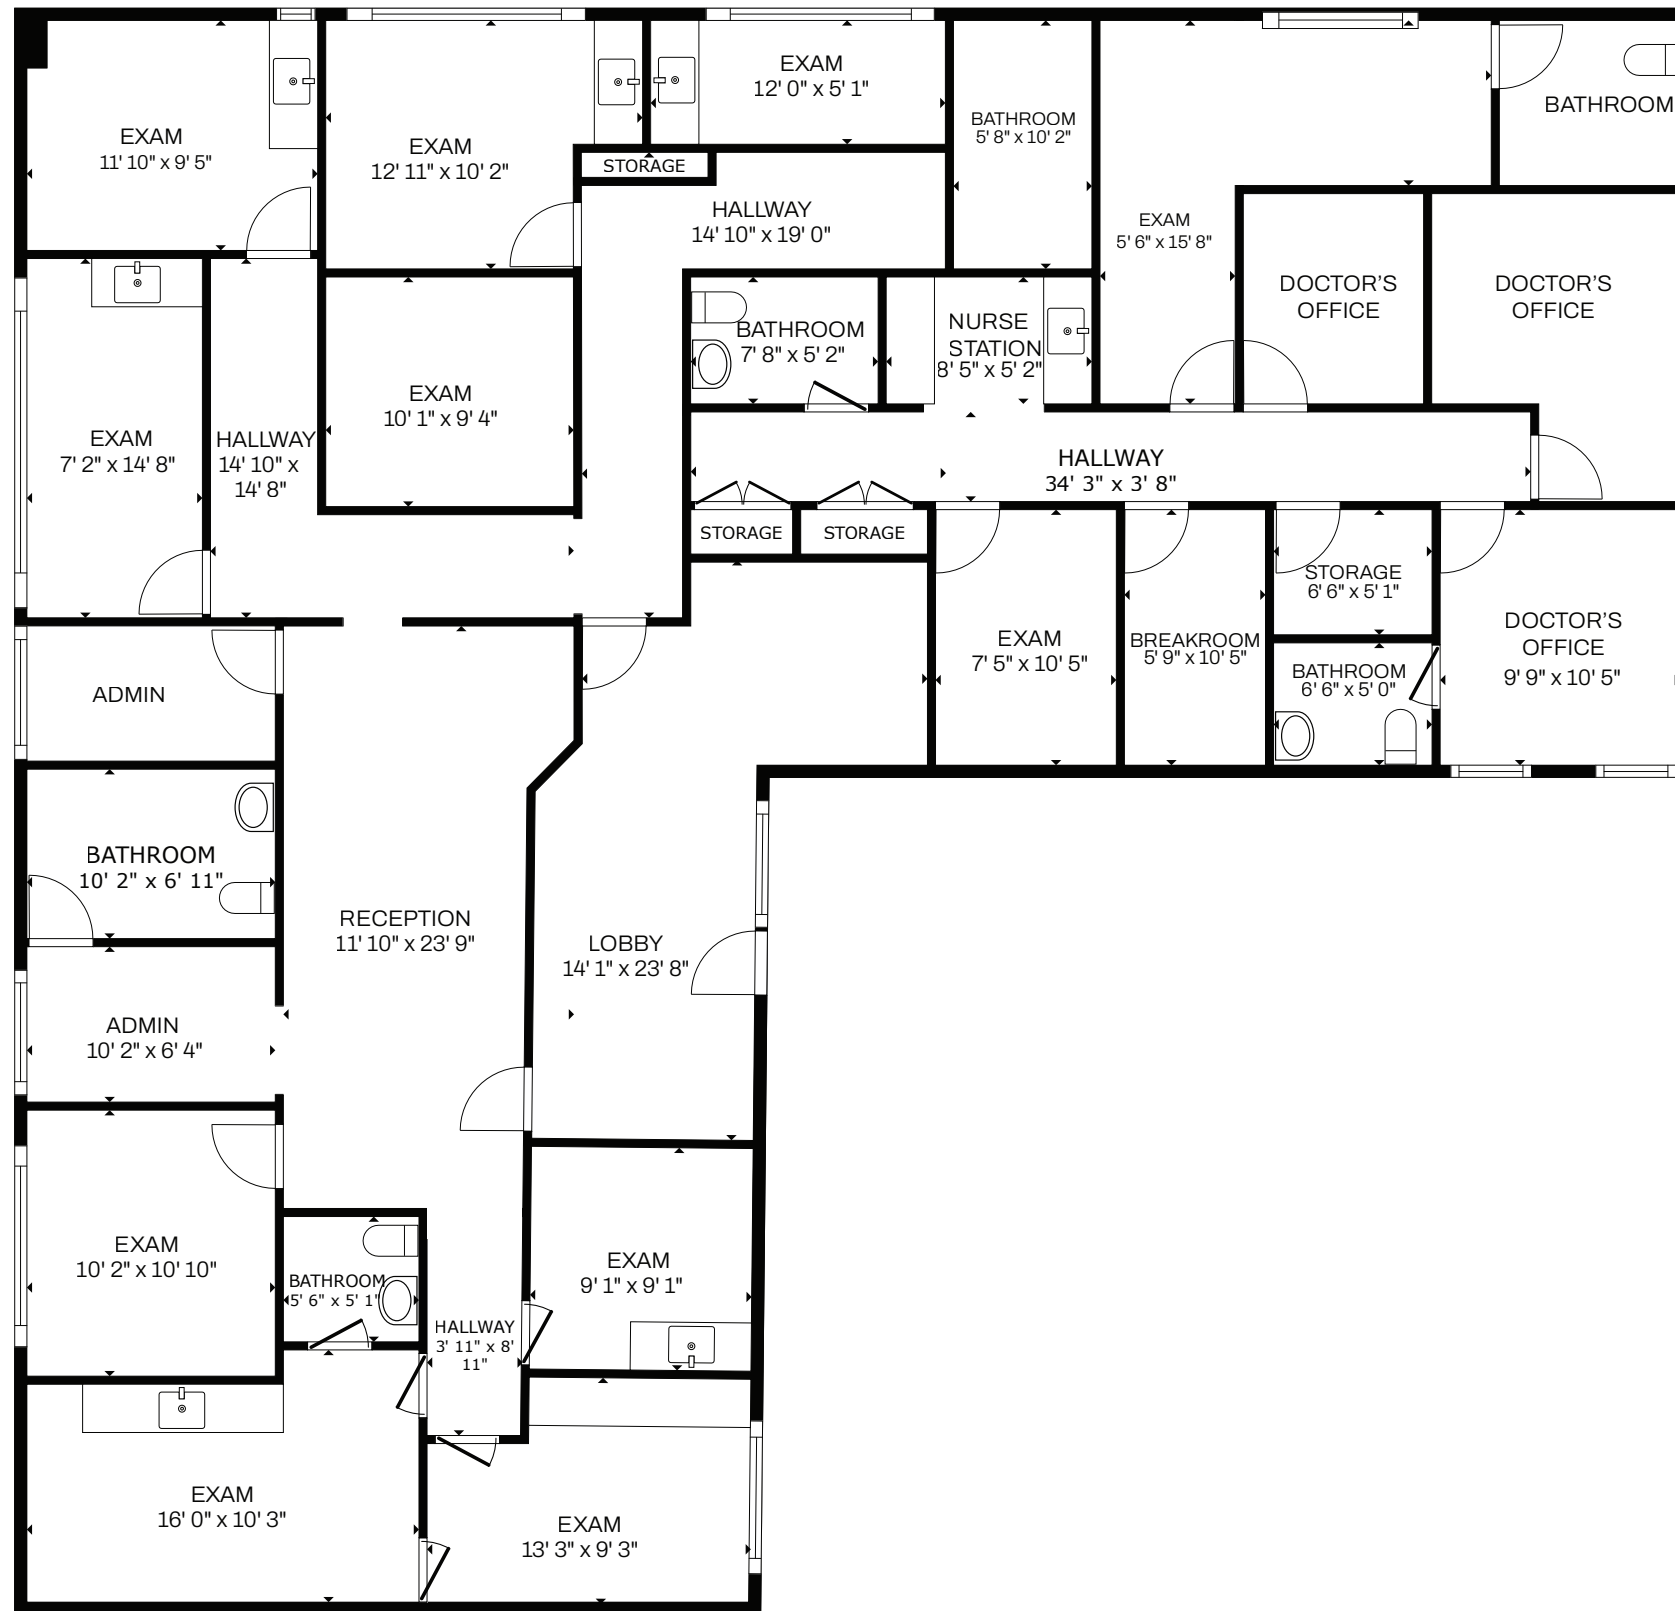 EXAM
11' 10" x 9' 5"
EXAM
12' 11" x 10' 2"
EXAM
12' 0" x 5' 1"
BATHROOM
5' 8" x 10' 2"
BATHROOM
STORAGE
HALLWAY
14' 10" x 19' 0"
EXAM
5' 6" x 15' 8"
DOCTOR'S
OFFICE
DOCTOR'S
OFFICE
EXAM
7' 2" x 14' 8"
HALLWAY
14' 10" x
14' 8"
EXAM
10' 1" x 9' 4"
BATHROOM
7' 8" x 5' 2"
NURSE
STATION
8' 5" x 5' 2"
HALLWAY
34' 3" x 3' 8"
STORAGE
STORAGE
EXAM
7' 5" x 10' 5"
BREAKROOM
5' 9" x 10' 5"
STORAGE
6' 6" x 5' 1"
BATHROOM
6' 6" x 5' 0"
DOCTOR'S
OFFICE
9' 9" x 10' 5"
ADMIN
BATHROOM
10' 2" x 6' 11"
RECEPTION
11' 10" x 23' 9"
LOBBY
14' 1" x 23' 8"
ADMIN
10' 2" x 6' 4"
EXAM
10' 2" x 10' 10"
BATHROOM
5' 6" x 5' 1"
HALLWAY
3' 11" x 8'
11"
EXAM
9' 1" x 9' 1"
EXAM
16' 0" x 10' 3"
EXAM
13' 3" x 9' 3"